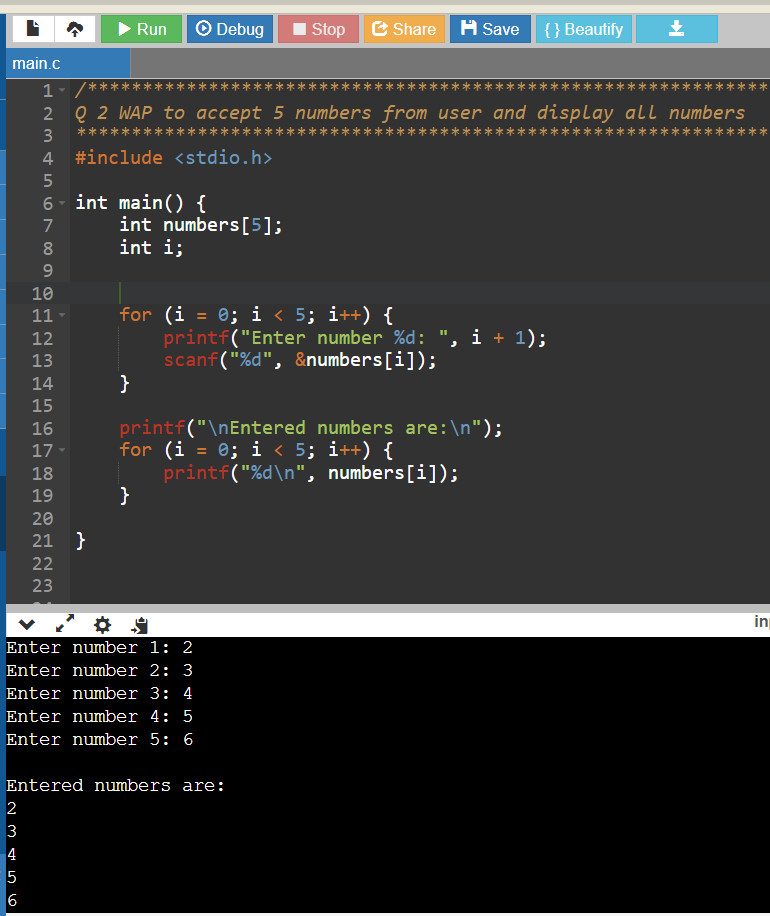 Run Debug Stop Share Save { } Beautify
main.c
1 /**************************************************************
2 Q 2 WAP to accept 5 numbers from user and display all numbers
3 ***************************************************************
4 #include <stdio.h>
5
6 int main() {
7 int numbers[5];
8 int i;
9
10
11 for (i = 0; i < 5; i++) {
12 printf("Enter number %d: ", i + 1);
13 scanf("%d", &numbers[i]);
14 }
15
16 printf("\nEntered numbers are:\n");
17 for (i = 0; i < 5; i++) {
18 printf("%d\n", numbers[i]);
19 }
20
21 }
22
23
Enter number 1: 2
Enter number 2: 3
Enter number 3: 4
Enter number 4: 5
Enter number 5: 6
Entered numbers are:
2
3
4
5
6